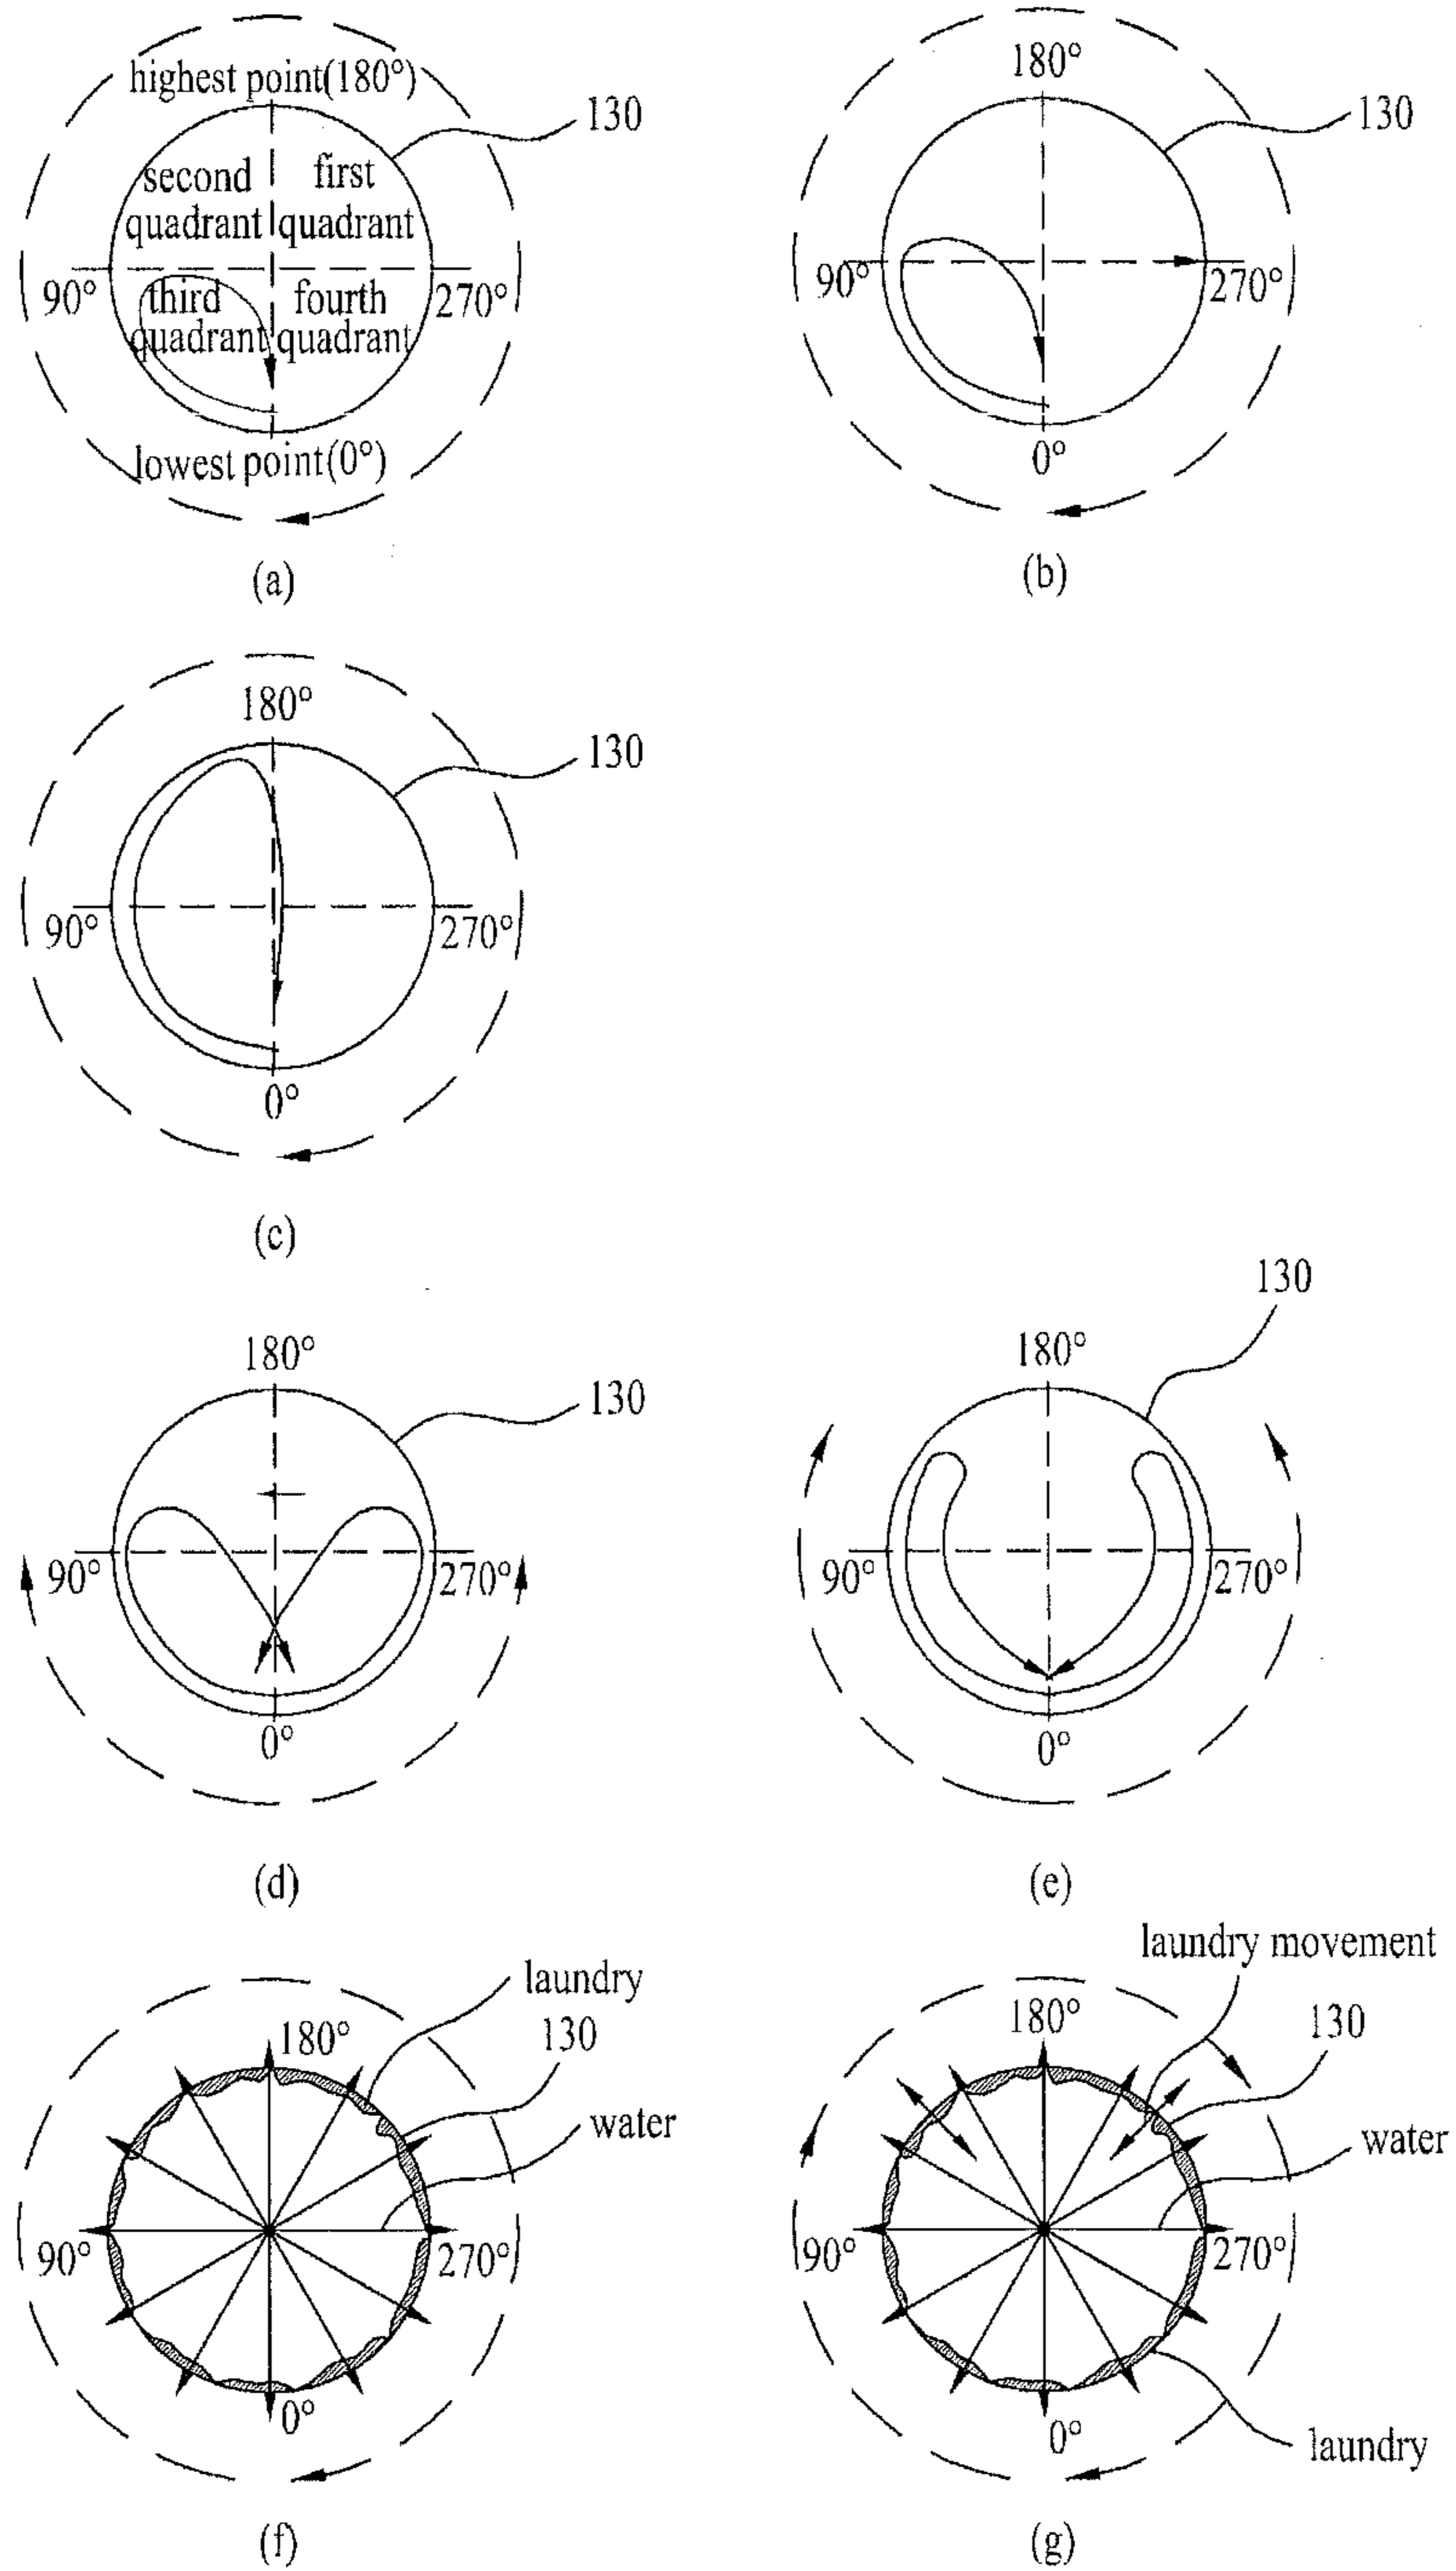 highest point(180°)
130
second first
quadrant quadrant
90° third fourth 270°
quadrant quadrant
lowest point(0°)
(a)
180°
130
90° 270°
0°
(b)
180°
130
90° 270°
0°
(c)
180°
130
90° 270°
0°
(d)
130
180°
90° 270°
0°
(e)
laundry
180° 130
water
90° 270°
0°
(f)
laundry movement
180° 130
water
90° 270°
0°
laundry
(g)